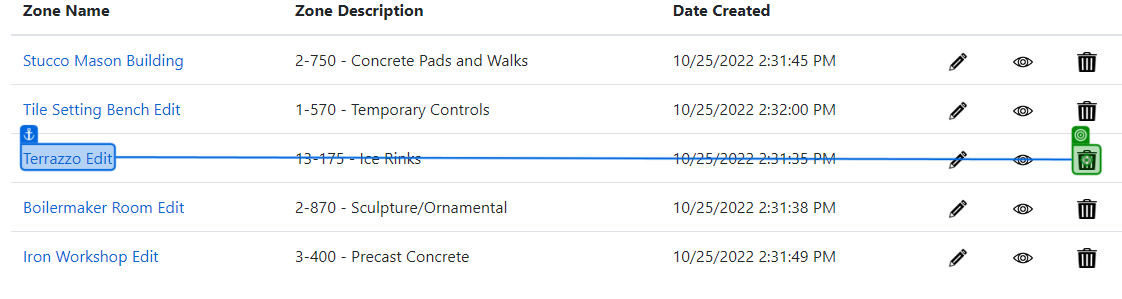 Zone Name Zone Description Date Created
Stucco Mason Building 2-750 - Concrete Pads and Walks 10/25/2022 2:31:45 PM
Tile Setting Bench Edit 1-570 - Temporary Controls 10/25/2022 2:32:00 PM
Terrazzo Edit 13-175 - Ice Rinks 10/25/2022 2:31:35 PM
Boilermaker Room Edit 2-870 - Sculpture/Ornamental 10/25/2022 2:31:38 PM
Iron Workshop Edit 3-400 - Precast Concrete 10/25/2022 2:31:49 PM